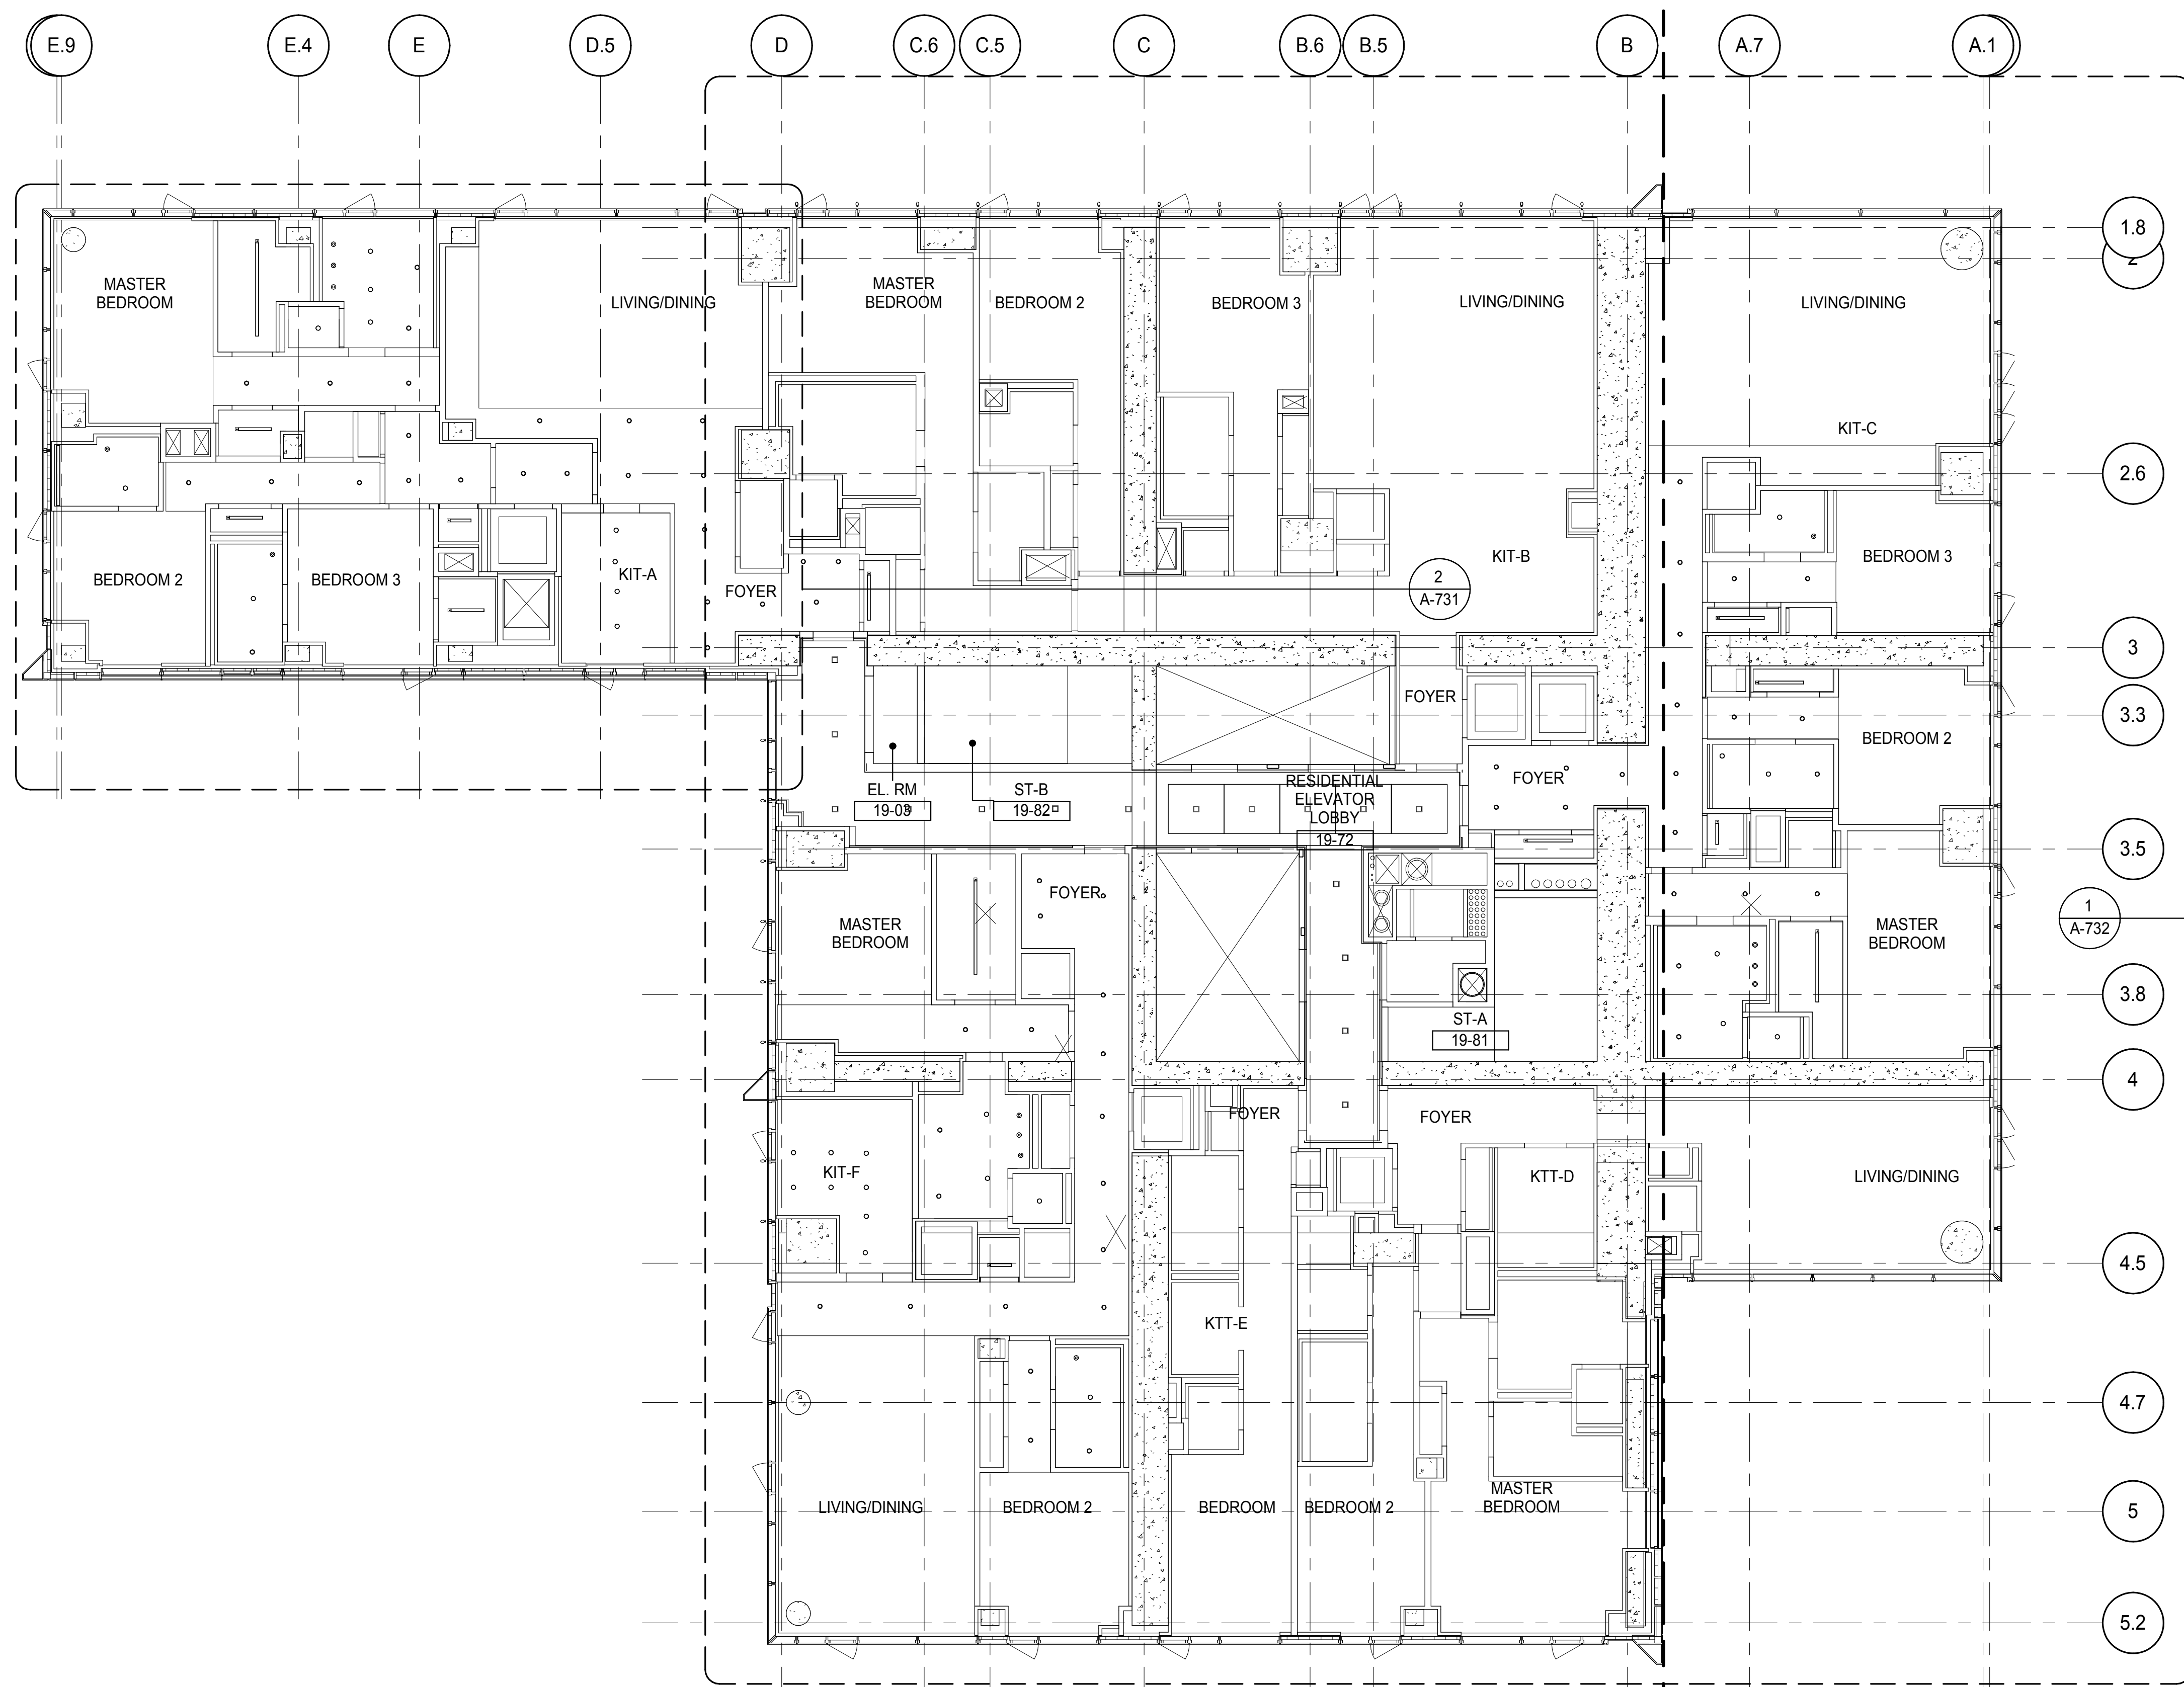 E.9
E.4
E
D.5
D
C.6
C.5
C
B.6
B.5
B
A.7
A.1
1.8
2
MASTER
BEDROOM
LIVING/DINING
MASTER
BEDROOM
BEDROOM 2
BEDROOM 3
LIVING/DINING
LIVING/DINING
KIT-C
2.6
BEDROOM 2
BEDROOM 3
KIT-A
FOYER
KIT-B
2
A-731
BEDROOM 3
3
FOYER
3.3
BEDROOM 2
FOYER
EL. RM
19-03
ST-B
19-82
RESIDENTIAL
ELEVATOR
LOBBY
19-72
3.5
FOYER
MASTER
BEDROOM
MASTER
BEDROOM
1
A-732
3.8
ST-A
19-81
4
FOYER
FOYER
KIT-F
KTT-D
LIVING/DINING
4.5
KTT-E
4.7
LIVING/DINING
BEDROOM 2
BEDROOM
BEDROOM 2
MASTER
BEDROOM
5
5.2